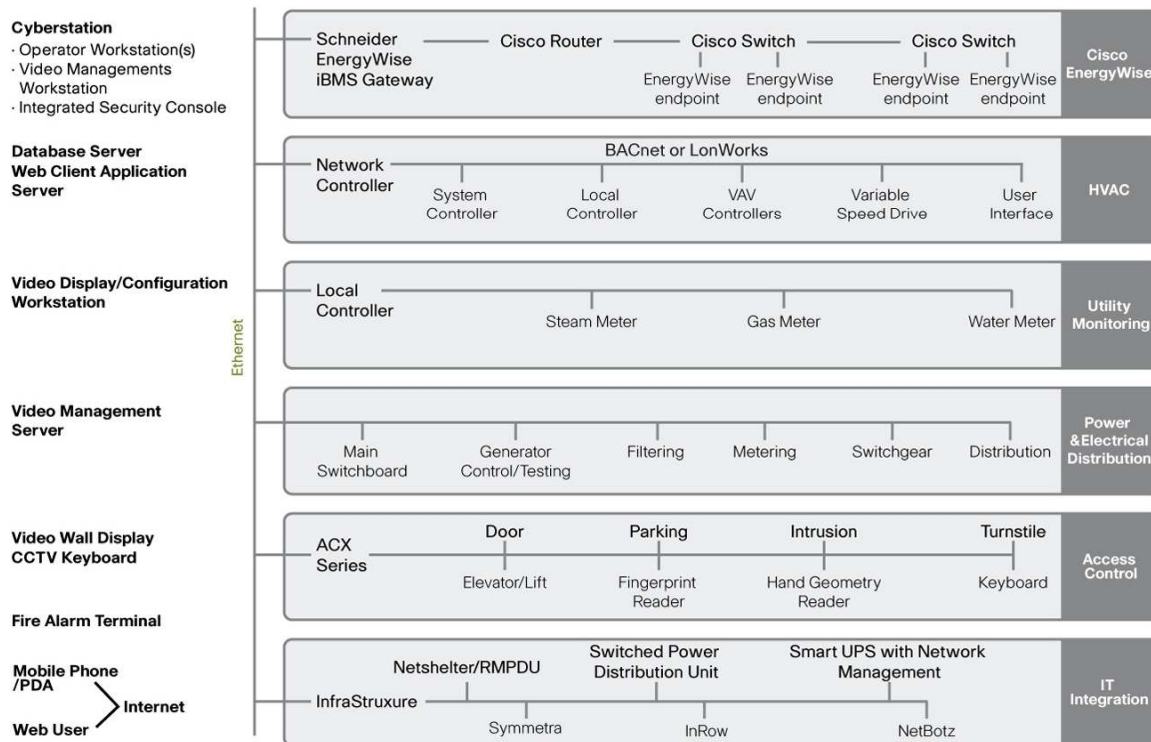 Cyberstation
· Operator Workstation(s)
· Video Managements
Workstation
· Integrated Security Console
Database Server
Web Client Application
Server
Video Display/Configuration
Workstation
Video Management
Server
Video Wall Display
CCTV Keyboard
Fire Alarm Terminal
Mobile Phone
/PDA
Internet
Web User
Ethernet
Schneider
EnergyWise
iBMS Gateway
Cisco Router
Cisco Switch
Cisco Switch
EnergyWise
endpoint
EnergyWise
endpoint
EnergyWise
endpoint
EnergyWise
endpoint
Cisco
EnergyWise
BACnet or LonWorks
Network
Controller
System
Controller
Local
Controller
VAV
Controllers
Variable
Speed Drive
User
Interface
HVAC
Local
Controller
Steam Meter
Gas Meter
Water Meter
Utility
Monitoring
Main
Switchboard
Generator
Control/Testing
Filtering
Metering
Switchgear
Distribution
Power
&Electrical
Distribution
ACX
Series
Door
Parking
Intrusion
Turnstile
Elevator/Lift
Fingerprint
Reader
Hand Geometry
Reader
Keyboard
Access
Control
InfraStruxure
Netshelter/RMPDU
Switched Power
Distribution Unit
Smart UPS with Network
Management
Symmetra
InRow
NetBotz
IT
Integration